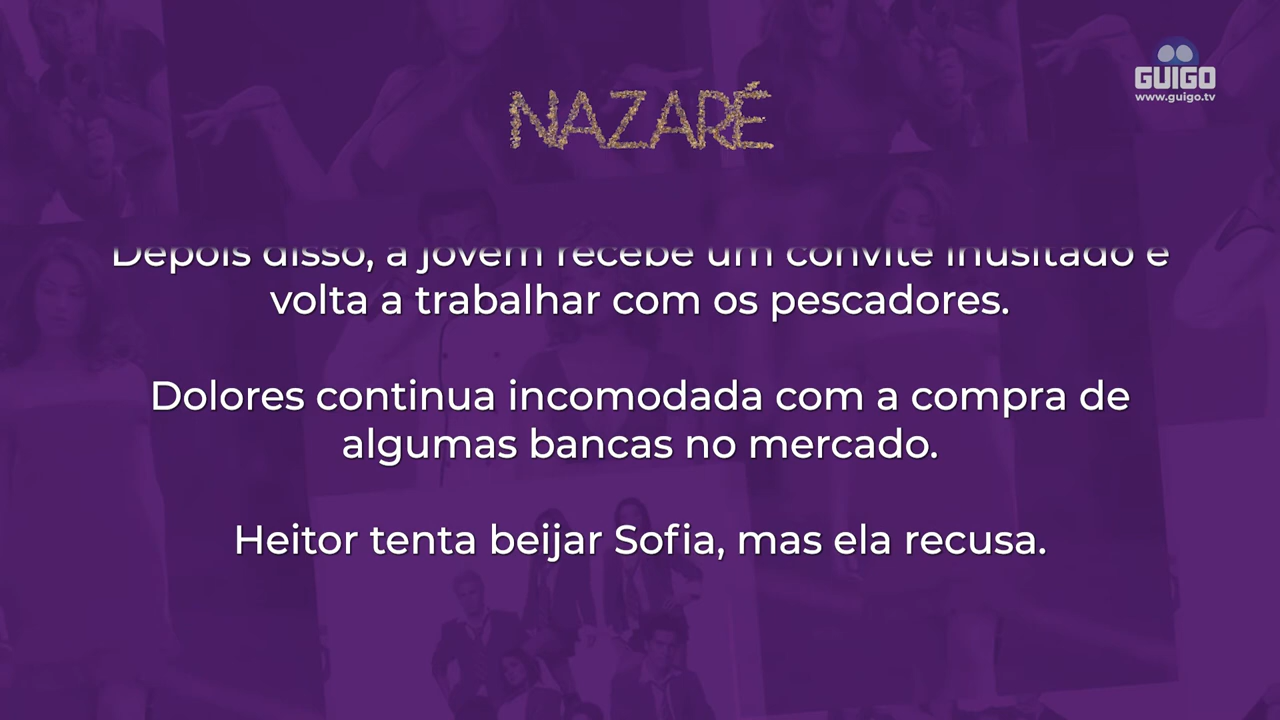 GUIGO
www.guigo.tv
NAZARÉ
Depois disso, a jovem recebe um convite inusitado e
volta a trabalhar com os pescadores.
Dolores continua incomodada com a compra de
algumas bancas no mercado.
Heitor tenta beijar Sofia, mas ela recusa.